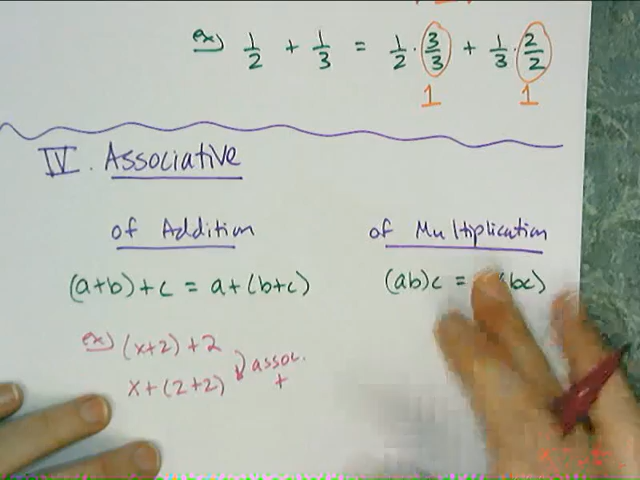 ex) 1/2 + 1/3 = 1/2 · 3/3 + 1/3 · 2/2
1 1
IV. Associative
of Addition of Multiplication
(a+b)+c = a+(b+c) (ab)c = (bc)
ex) (x+2)+2
x+(2+2) assoc. +